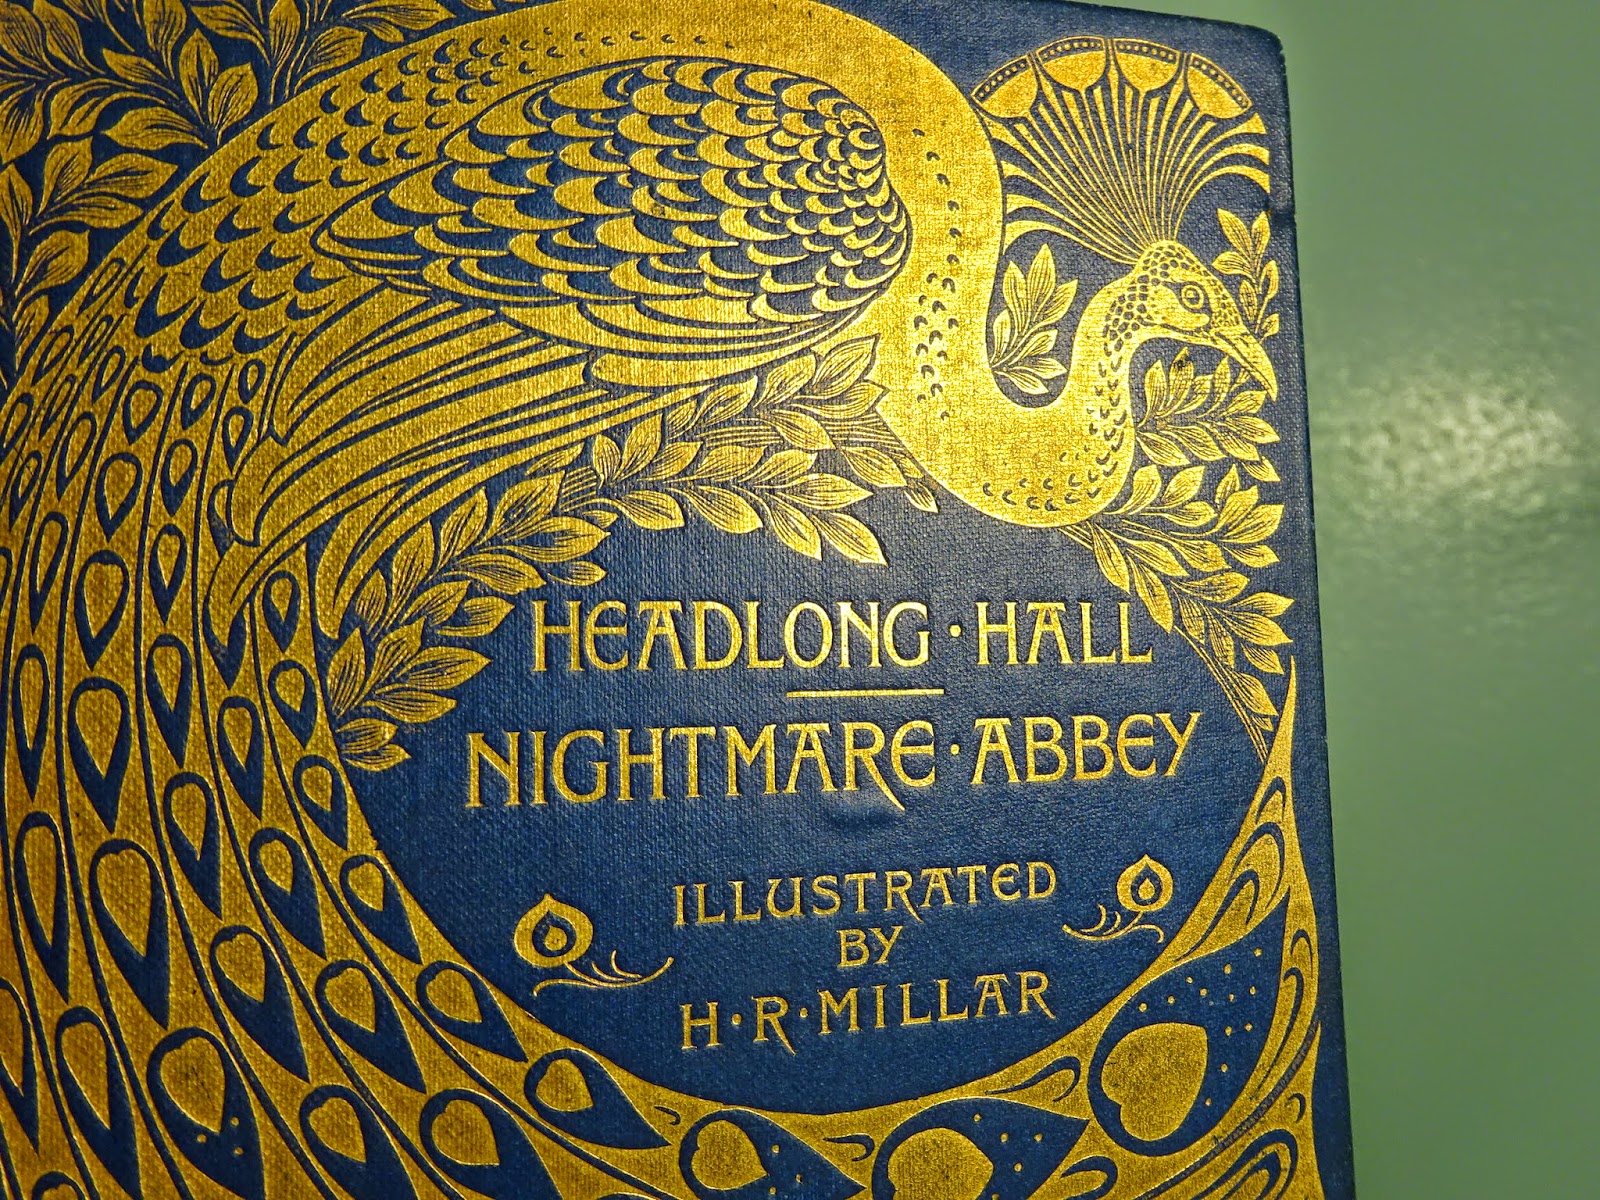 HEADLONG·HALL
NIGHTMARE·ABBEY
ILLUSTRATED
BY
H·R·MILLAR